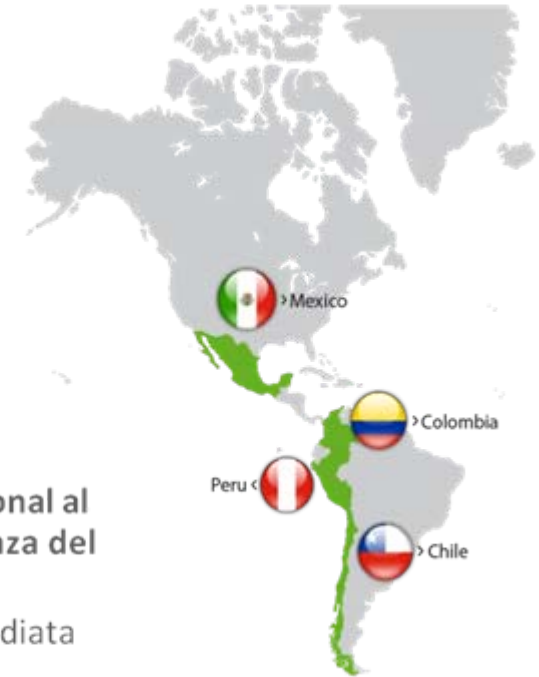 Mexico
Colombia
Peru
Chile
onal al
nza del
diata